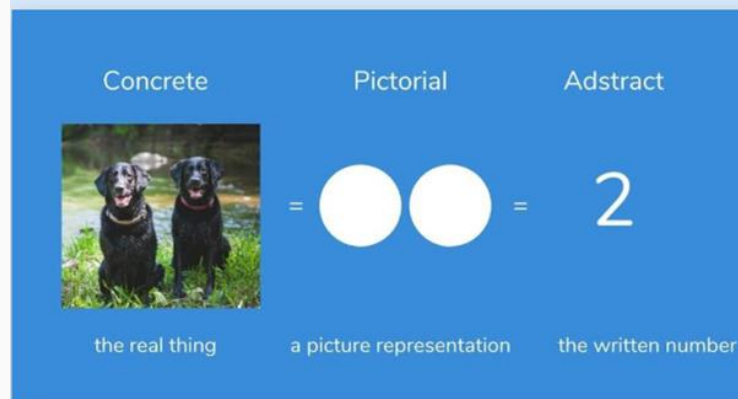 Concrete Pictorial Adstract
= = 2
the real thing a picture representation the written number